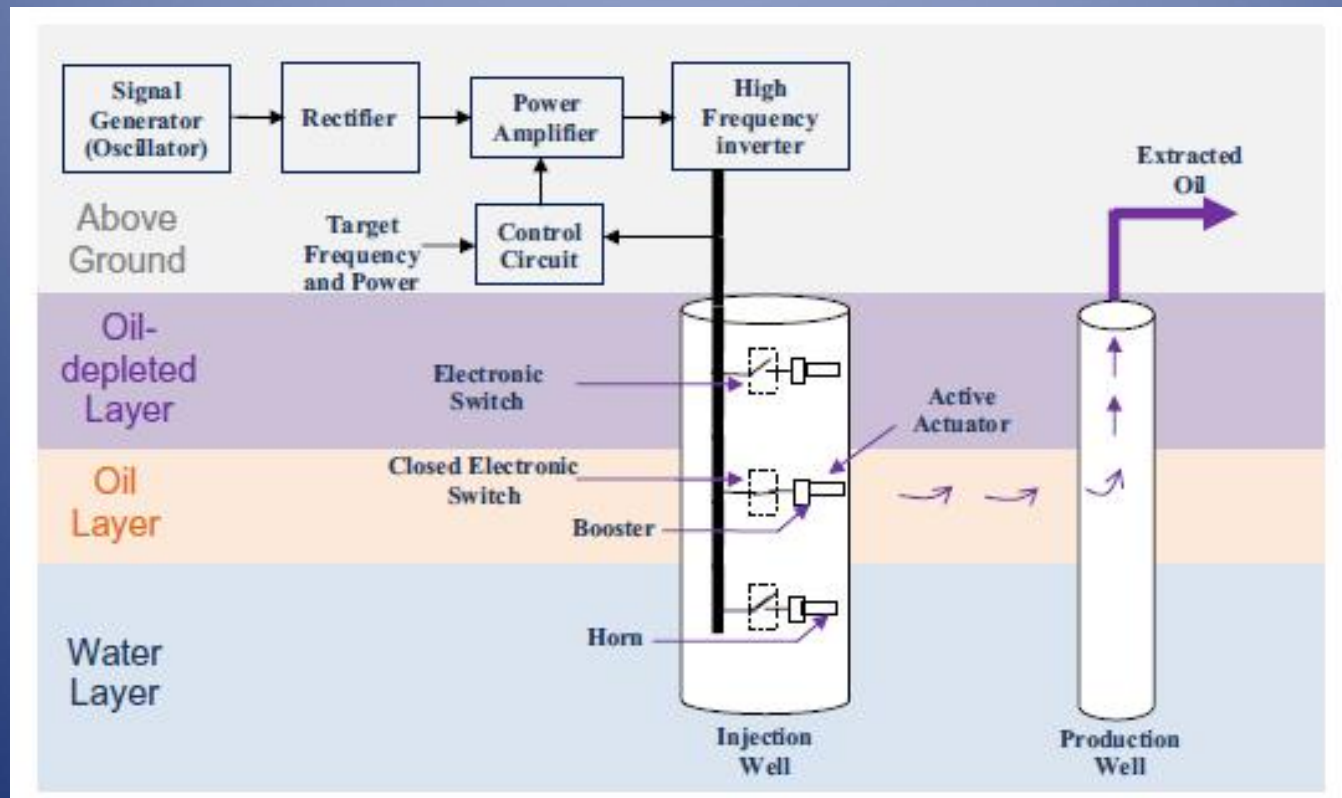 Signal
Generator
(Oscillator)
Rectifier
Power
Amplifier
High
Frequency
inverter
Extracted
Oil
Above
Ground
Target
Frequency
and Power
Control
Circuit
Oil-
depleted
Layer
Electronic
Switch
Active
Actuator
Oil
Layer
Closed Electronic
Switch
Booster
Water
Layer
Horn
Injection
Well
Production
Well